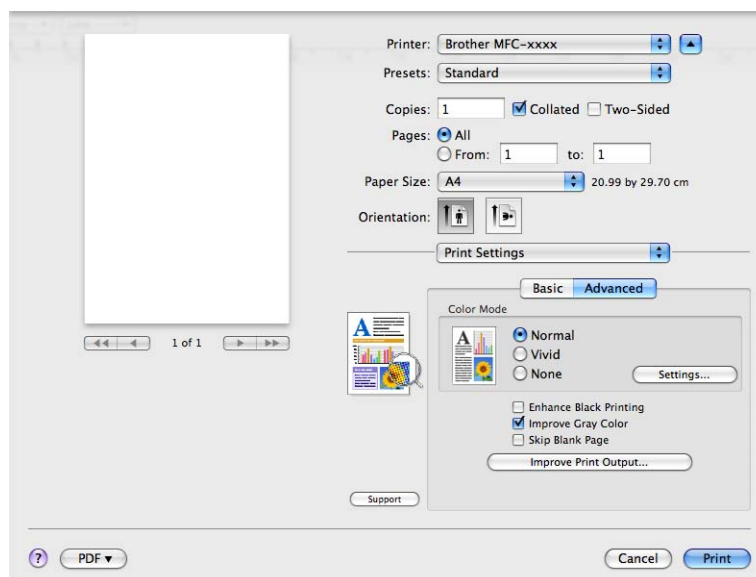 Printer: Brother MFC-xxxx
Presets: Standard
Copies: 1 Collated Two-Sided
Pages: All
From: 1 to: 1
Paper Size: A4 20.99 by 29.70 cm
Orientation:
Print Settings
Basic Advanced
Color Mode
Normal
Vivid
None
Settings...
Enhance Black Printing
Improve Gray Color
Skip Blank Page
Improve Print Output...
1 of 1
Support
? PDF▼ Cancel Print